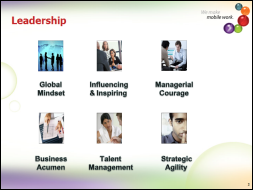 We make
mobile work
Leadership
Global
Mindset
Influencing
& Inspiring
Managerial
Courage
Business
Acumen
Talent
Management
Strategic
Agility